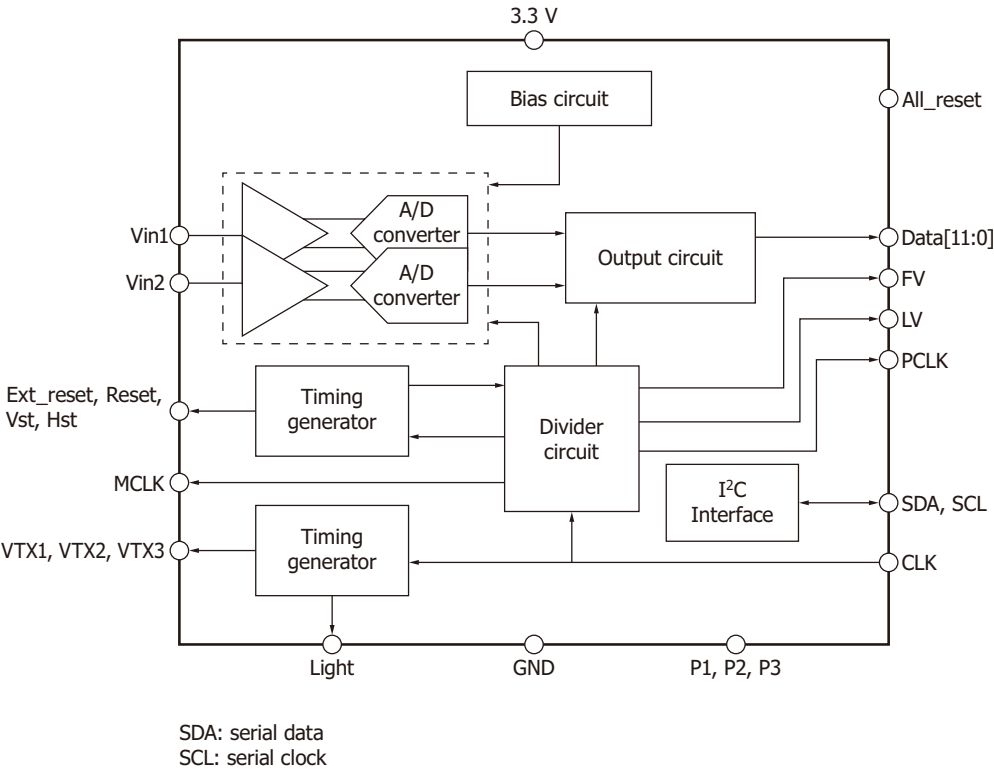 3.3 V
Bias circuit
All_reset
A/D
converter
Vin1
Data[11:0]
Output circuit
A/D
converter
Vin2
FV
LV
PCLK
Ext_reset, Reset,
Vst, Hst
Timing
generator
Divider
circuit
MCLK
I²C
Interface
SDA, SCL
Timing
generator
VTX1, VTX2, VTX3
CLK
Light
GND
P1, P2, P3
SDA: serial data
SCL: serial clock